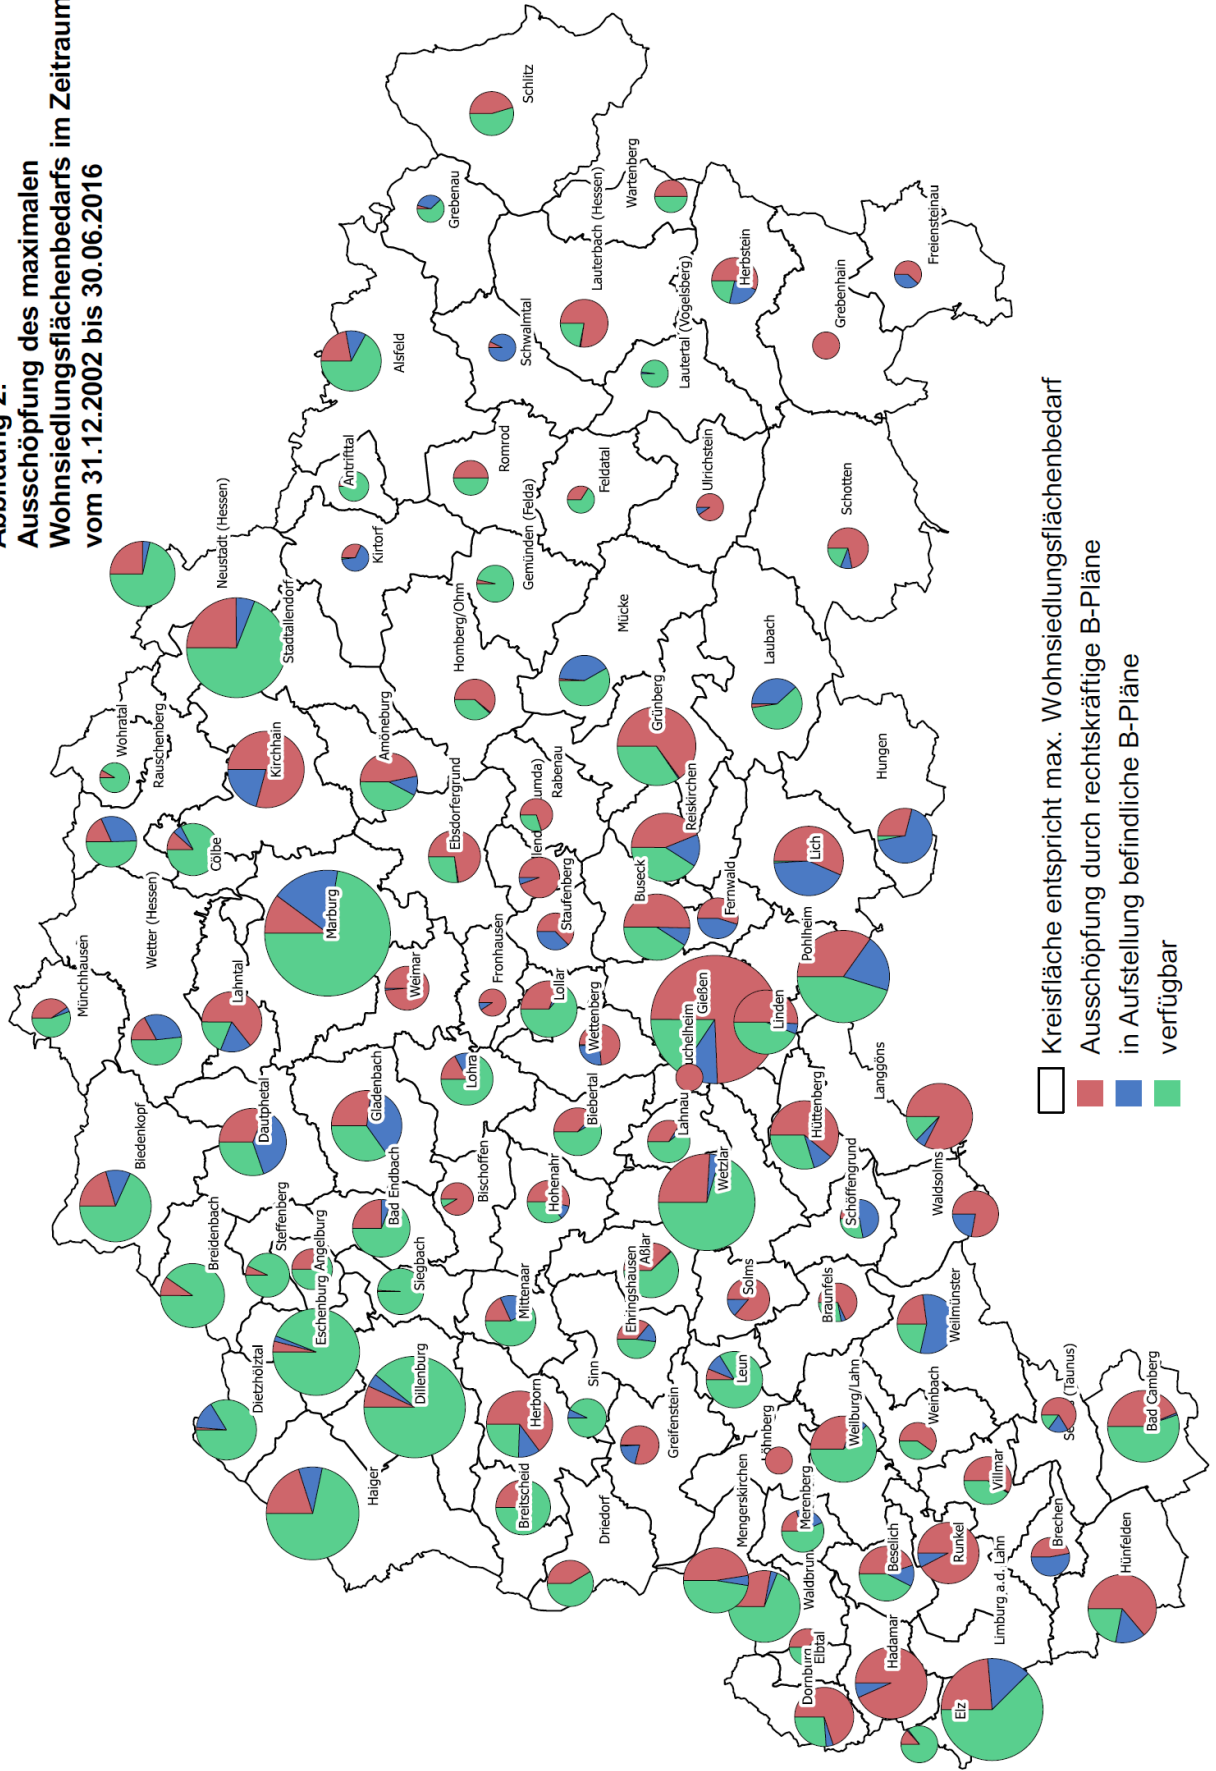 Ausschöpfung des maximalen
Wohnsiedlungsflächenbedarfs im Zeitraum
vom 31.12.2002 bis 30.06.2016
Schlitz
Grebenau
Wartenberg
Lauterbach (Hessen)
Alsfeld
Schwalmtal
Lautertal (Vogelsberg)
Herbstein
Freiensteinau
Grebenhain
Antrifttal
Romrod
Feldatal
Ulrichstein
Schotten
Neustadt (Hessen)
Kirtorf
Gemünden (Felda)
Stadtallendorf
Homberg/Ohm
Mücke
Laubach
Wohratal
Rauschenberg
Kirchhain
Amöneburg
Grünberg
Hungen
Cölbe
Ebsdorfergrund
Rabenau
Reiskirchen
Lich
Wetter (Hessen)
Marburg
Staufenberg
Buseck
Fernwald
Münchhausen
Lahntal
Weimar
Fronhausen
Lollar
Wettenberg
Gießen
Linden
Pohlheim
Biedenkopf
Dautphetal
Gladenbach
Lohra
Biebertal
uchelheim
Lahnau
Hüttenberg
Langgöns
Breidenbach
Steffenberg
Angelburg
Bad Endbach
Bischoffen
Hohenahr
Wetzlar
Schöffengrund
Waldsolms
Dietzhölztal
Eschenburg
Siegbach
Mittenaar
Ehringshausen
Aßlar
Solms
Braunfels
Weilmünster
Haiger
Dillenburg
Herborn
Sinn
Greifenstein
Leun
Weilburg/Lahn
Weinbach
(Taunus)
Bad Camberg
Breitscheid
Driedorf
Mengerskirchen
Löhnberg
Merenberg
Villmar
Waldbrun
Beselich
Runkel
Brechen
Hünfelden
Dornburg
Elbtal
Hadamar
Limburg a.d. Lahn
Elz
Kreisfläche entspricht max. Wohnsiedlungsflächenbedarf
Ausschöpfung durch rechtskräftige B-Pläne
in Aufstellung befindliche B-Pläne
verfügbar